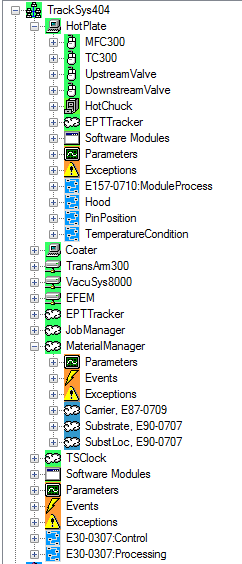 TrackSys404
HotPlate
MFC300
TC300
UpstreamValve
DownstreamValve
HotChuck
EPTTracker
Software Modules
Parameters
Exceptions
E157-0710:ModuleProcess
Hood
PinPosition
TemperatureCondition
Coater
TransArm300
VacuSys8000
EFEM
EPTTracker
JobManager
MaterialManager
Parameters
Events
Exceptions
Carrier, E87-0709
Substrate, E90-0707
SubstLoc, E90-0707
TSClock
Software Modules
Parameters
Events
Exceptions
E30-0307:Control
E30-0307:Processing